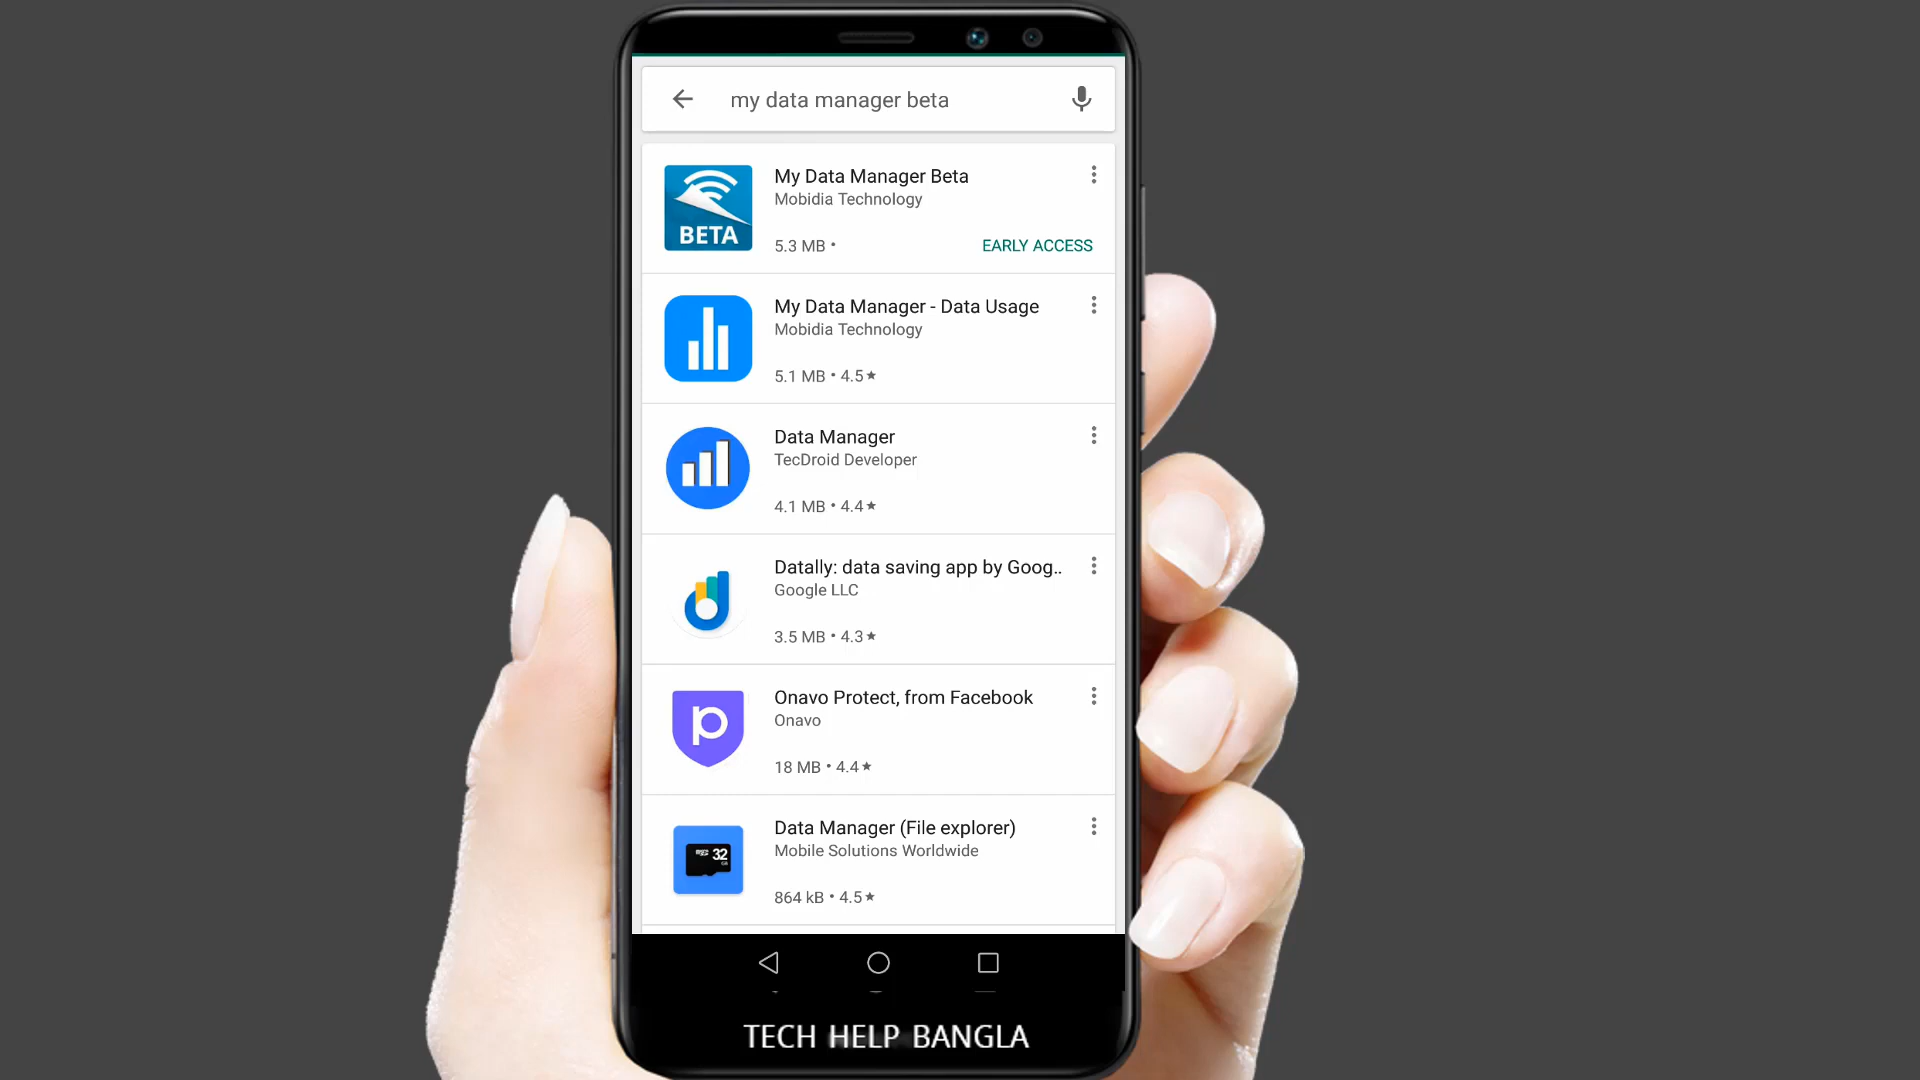 my data manager beta
My Data Manager Beta
Mobidia Technology
5.3 MB •
EARLY ACCESS
BETA
My Data Manager - Data Usage
Mobidia Technology
5.1 MB • 4.5★
Data Manager
TecDroid Developer
4.1 MB • 4.4★
Datally: data saving app by Goog..
Google LLC
3.5 MB • 4.3★
Onavo Protect, from Facebook
Onavo
18 MB • 4.4★
Data Manager (File explorer)
Mobile Solutions Worldwide
32
864 kB • 4.5★
TECH HELP BANGLA